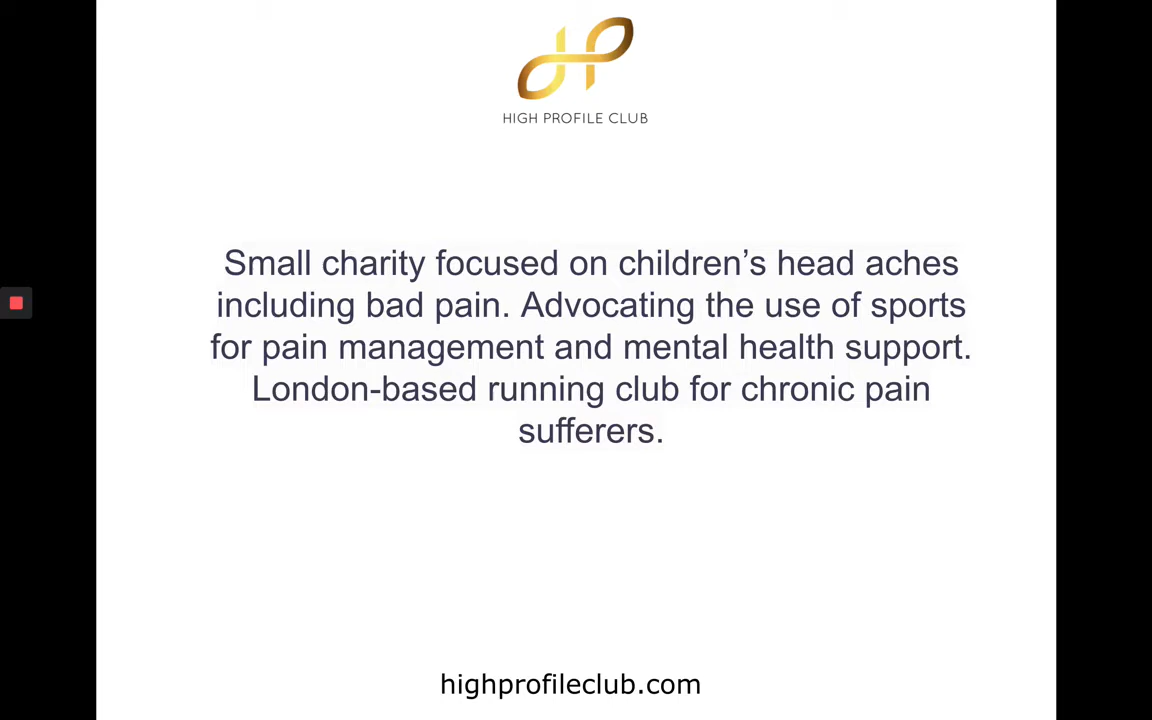 HIGH PROFILE CLUB
Small charity focused on children’s head aches
including bad pain. Advocating the use of sports
for pain management and mental health support.
London-based running club for chronic pain
sufferers.
highprofileclub.com